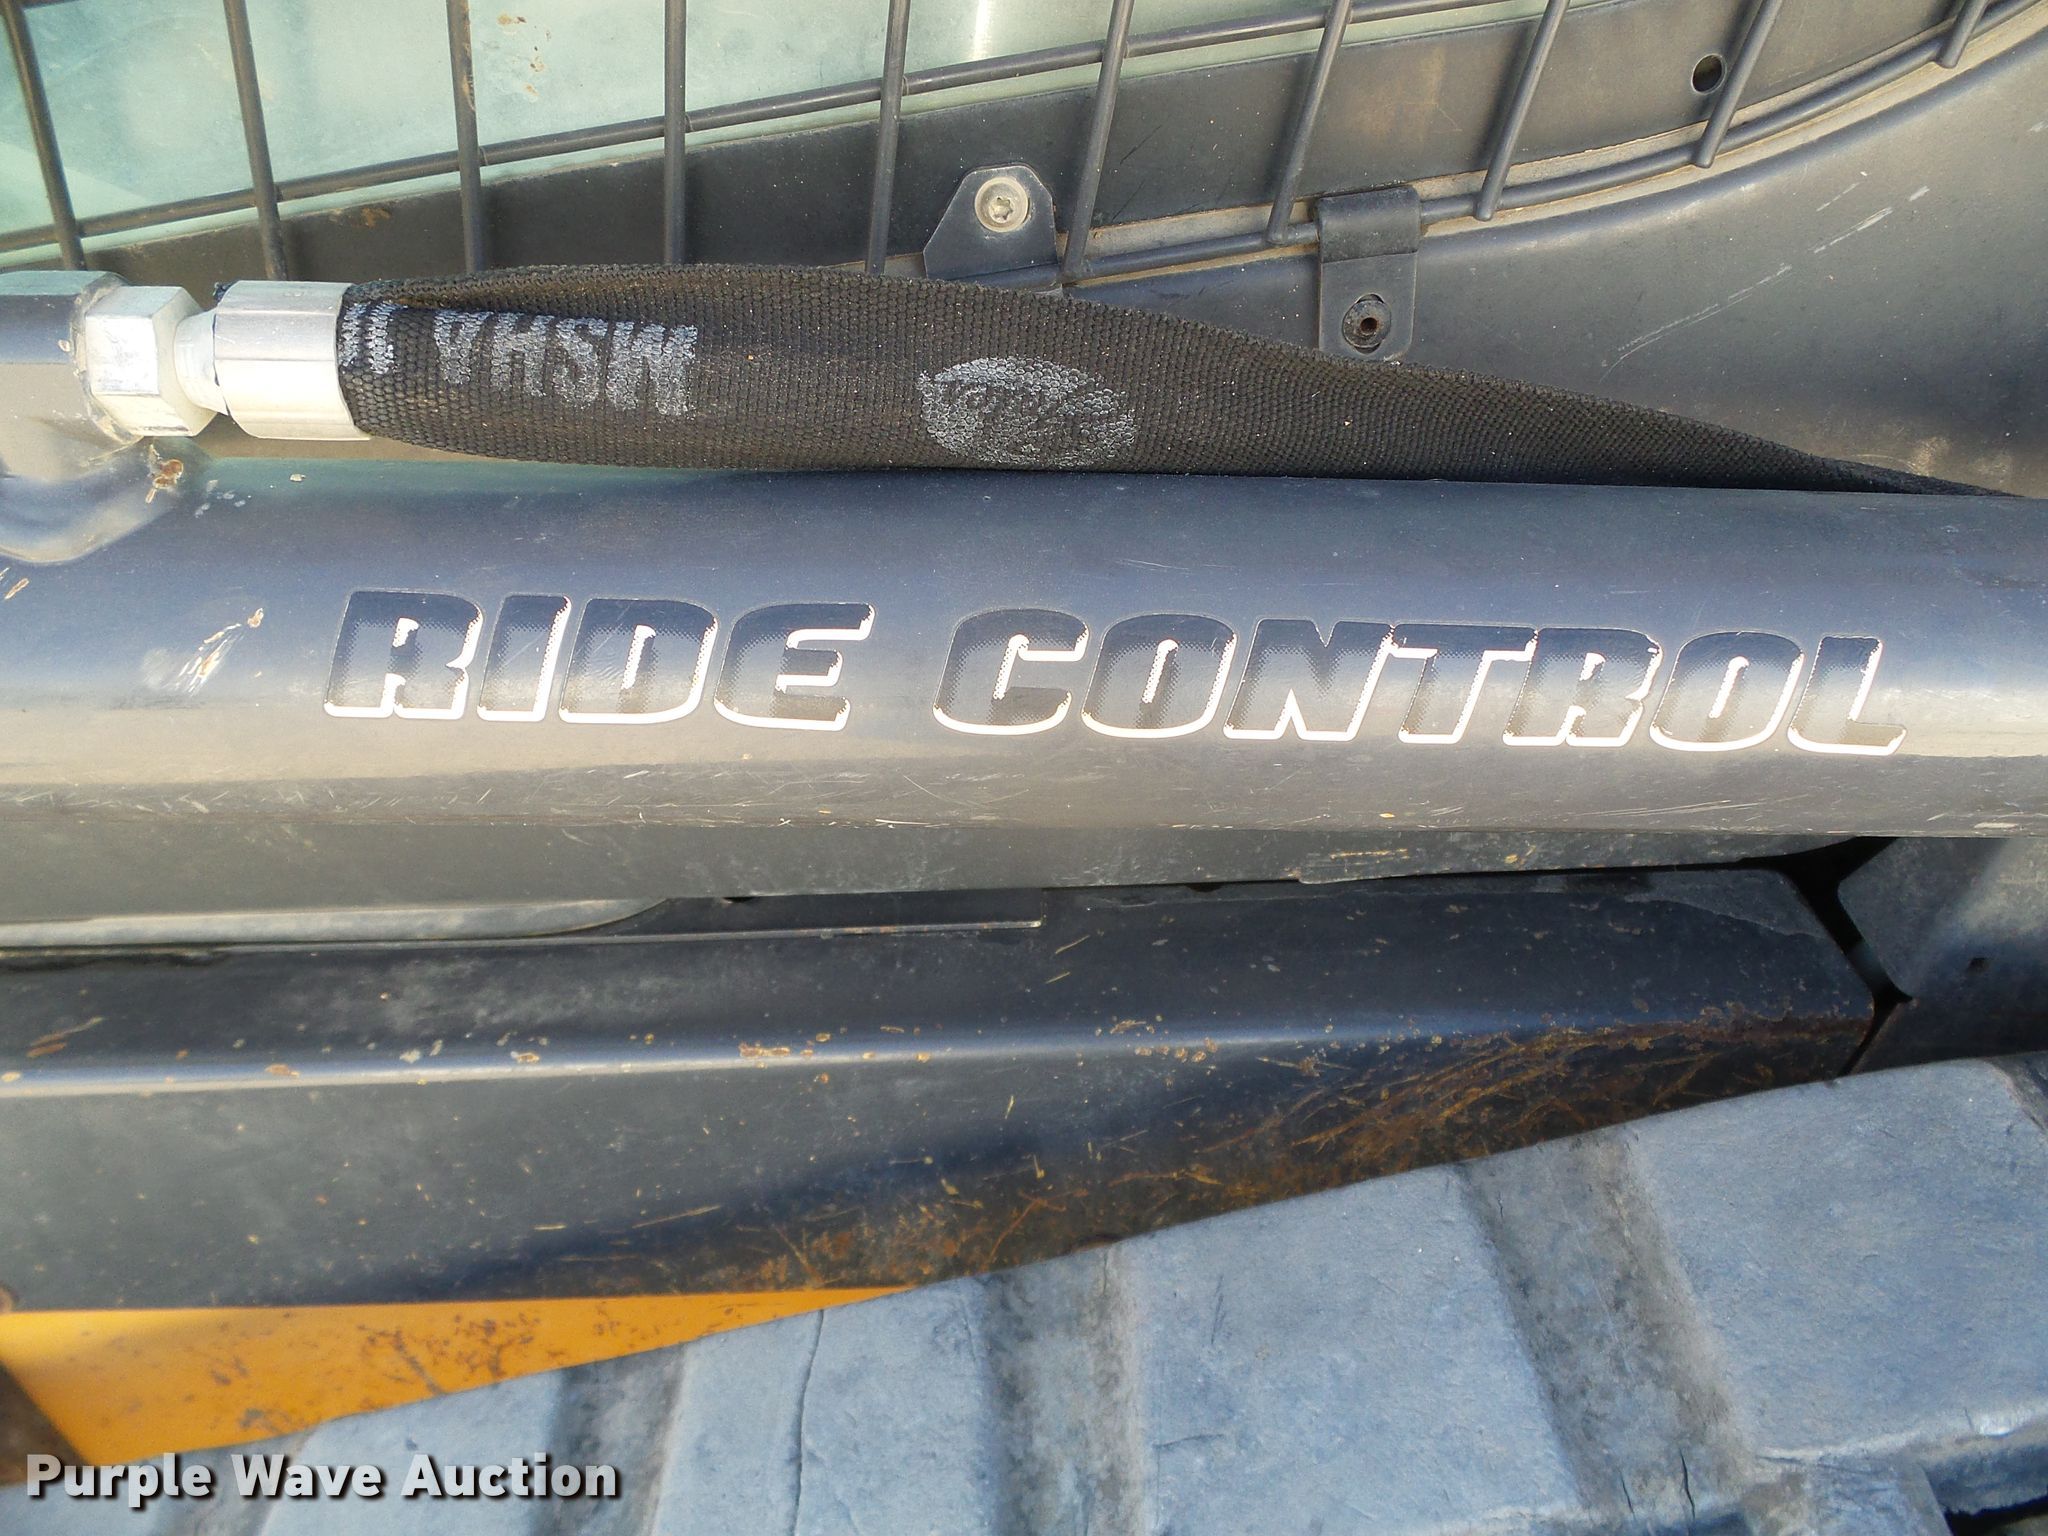 MSHA
RIDE CONTROL
Purple Wave Auction